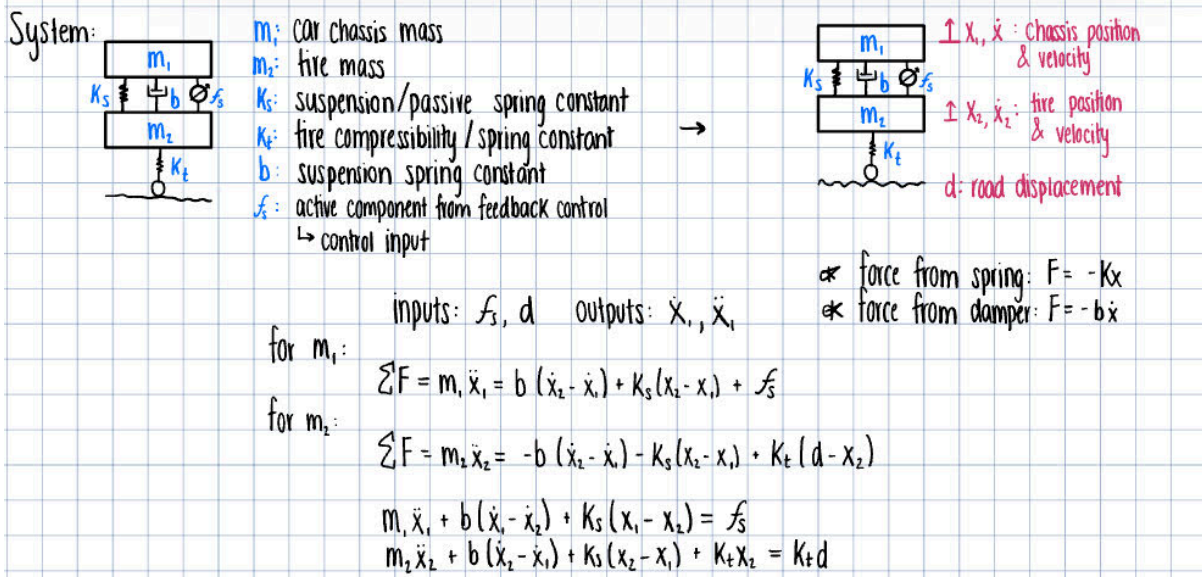 System:
m₁
Ks b fs
m₂
Kt
m₁: car chassis mass
m₂: tire mass
Ks: suspension/passive spring constant
Kt: tire compressibility / spring constant
b: suspension spring constant
fs: active component from feedback control
↳ control input
→
m₁
Ks b fs
m₂
Kt
↥ x₁, ẋ : chassis position
& velocity
↥ x₂, ẋ₂ : tire position
& velocity
d: road displacement
* force from spring: F = -Kx
* force from damper: F = -bẋ
inputs: fs, d outputs: ẋ₁, ẍ₁
for m₁:
ΣF = m₁ẍ₁ = b(ẋ₂ - ẋ₁) + Ks(x₂ - x₁) + fs
for m₂:
ΣF = m₂ẍ₂ = -b(ẋ₂ - ẋ₁) - Ks(x₂ - x₁) + Kt(d - x₂)
m₁ẍ₁ + b(ẋ₁ - ẋ₂) + Ks(x₁ - x₂) = fs
m₂ẍ₂ + b(ẋ₂ - ẋ₁) + Ks(x₂ - x₁) + Ktx₂ = Ktd